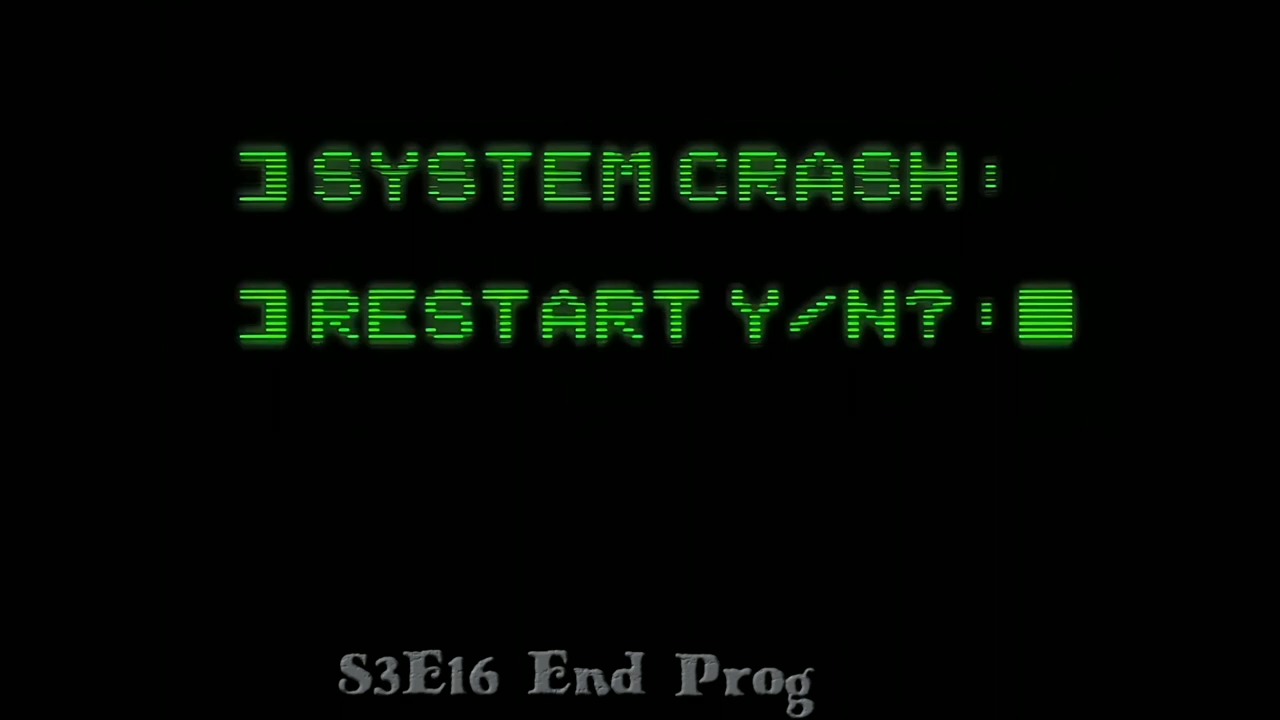 ] SYSTEM CRASH :
] RESTART Y/N? :
S3E16 End Prog